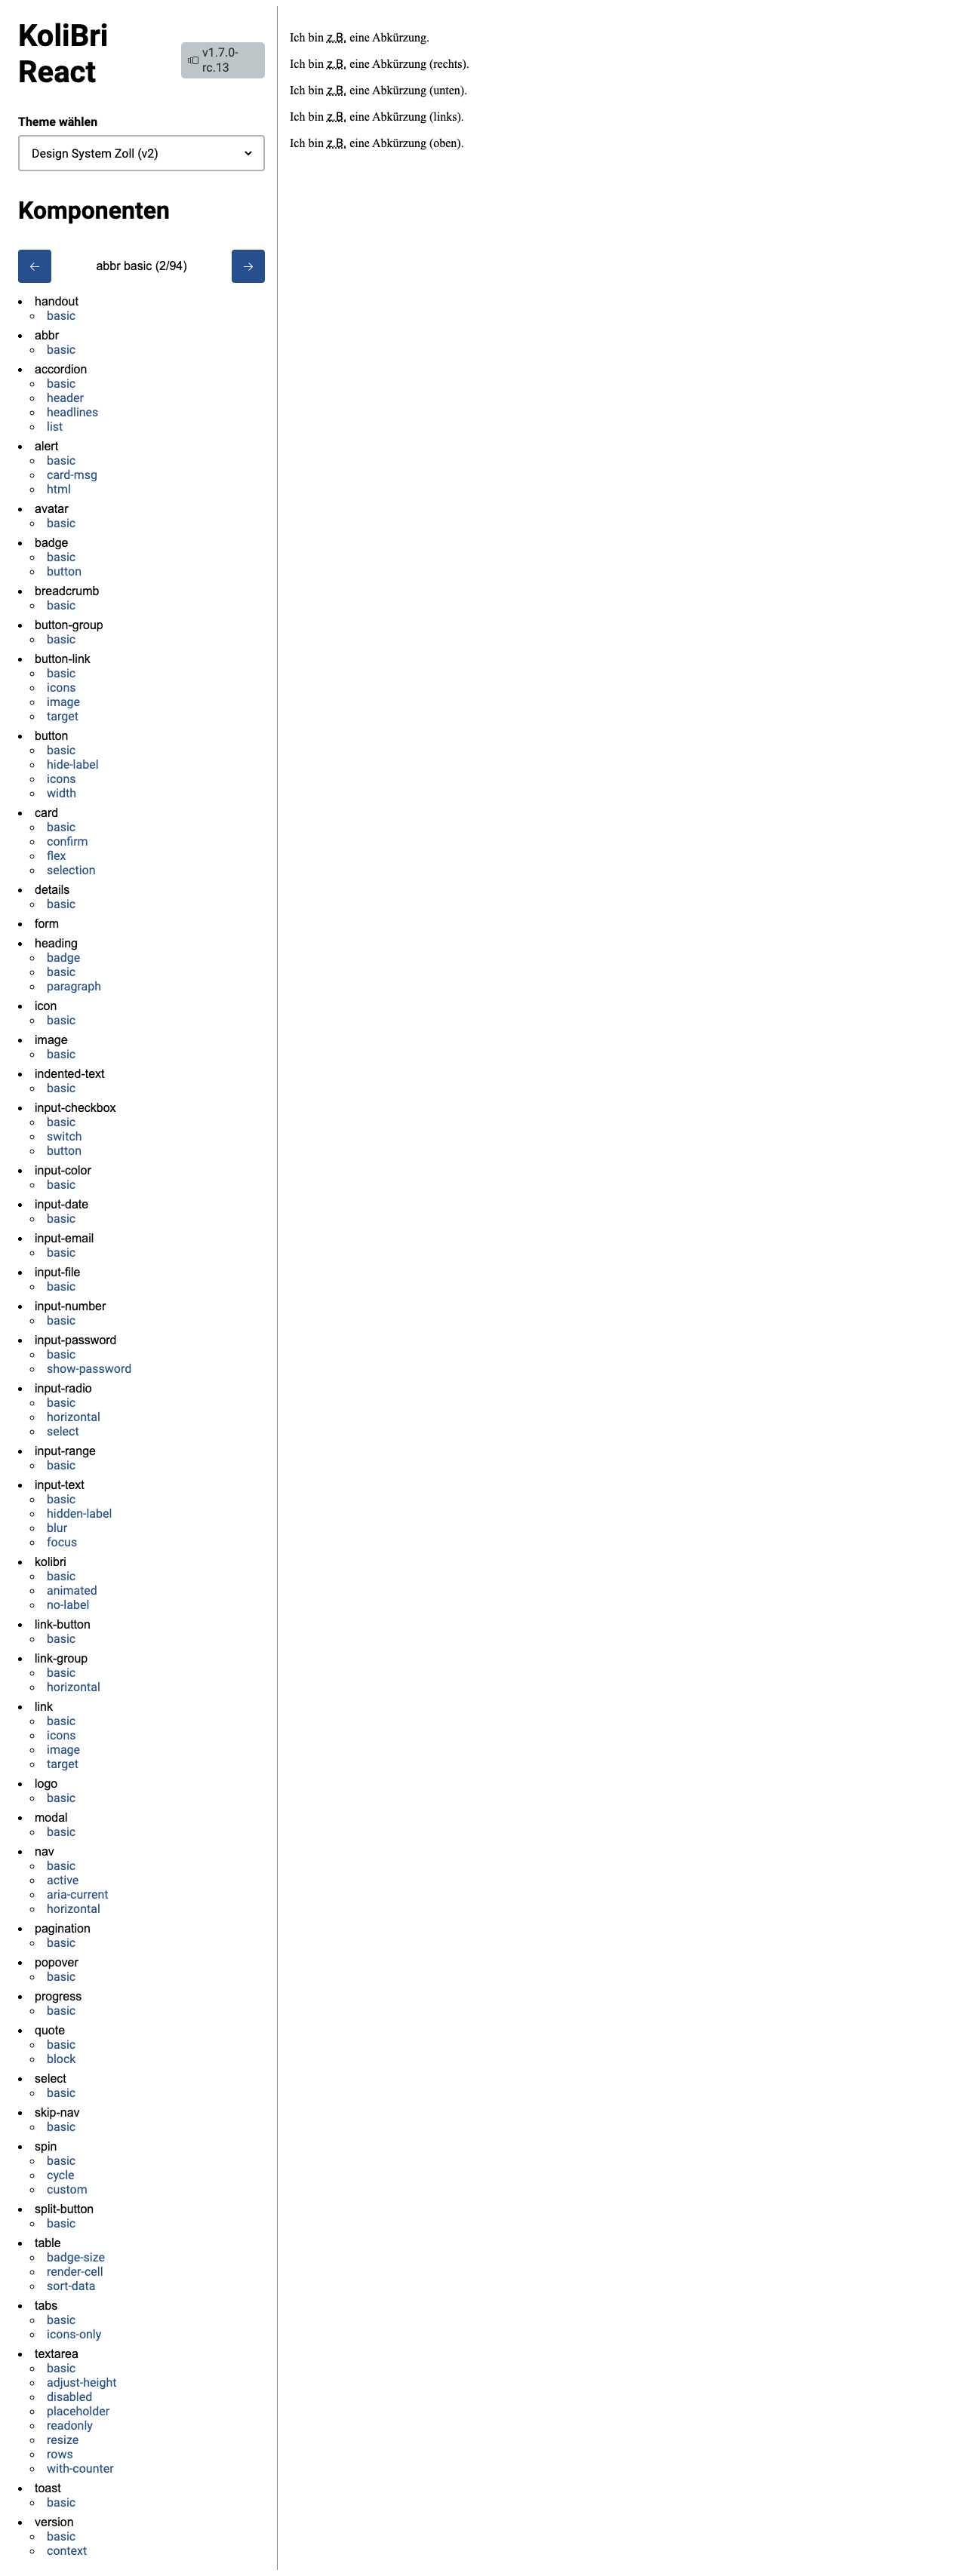 KoliBri
React
v1.7.0-
rc.13
Theme wählen
Design System Zoll (v2)
Komponenten
← abbr basic (2/94) →
handout
basic
abbr
basic
accordion
basic
header
headlines
list
alert
basic
card-msg
html
avatar
basic
badge
basic
button
breadcrumb
basic
button-group
basic
button-link
basic
icons
image
target
button
basic
hide-label
icons
width
card
basic
confirm
flex
selection
details
basic
form
heading
badge
basic
paragraph
icon
basic
image
basic
indented-text
basic
input-checkbox
basic
switch
button
input-color
basic
input-date
basic
input-email
basic
input-file
basic
input-number
basic
input-password
basic
show-password
input-radio
basic
horizontal
select
input-range
basic
input-text
basic
hidden-label
blur
focus
kolibri
basic
animated
no-label
link-button
basic
link-group
basic
horizontal
link
basic
icons
image
target
logo
basic
modal
basic
nav
basic
active
aria-current
horizontal
pagination
basic
popover
basic
progress
basic
quote
basic
block
select
basic
skip-nav
basic
spin
basic
cycle
custom
split-button
basic
table
badge-size
render-cell
sort-data
tabs
basic
icons-only
textarea
basic
adjust-height
disabled
placeholder
readonly
resize
rows
with-counter
toast
basic
version
basic
context
Ich bin z.B. eine Abkürzung.
Ich bin z.B. eine Abkürzung (rechts).
Ich bin z.B. eine Abkürzung (unten).
Ich bin z.B. eine Abkürzung (links).
Ich bin z.B. eine Abkürzung (oben).